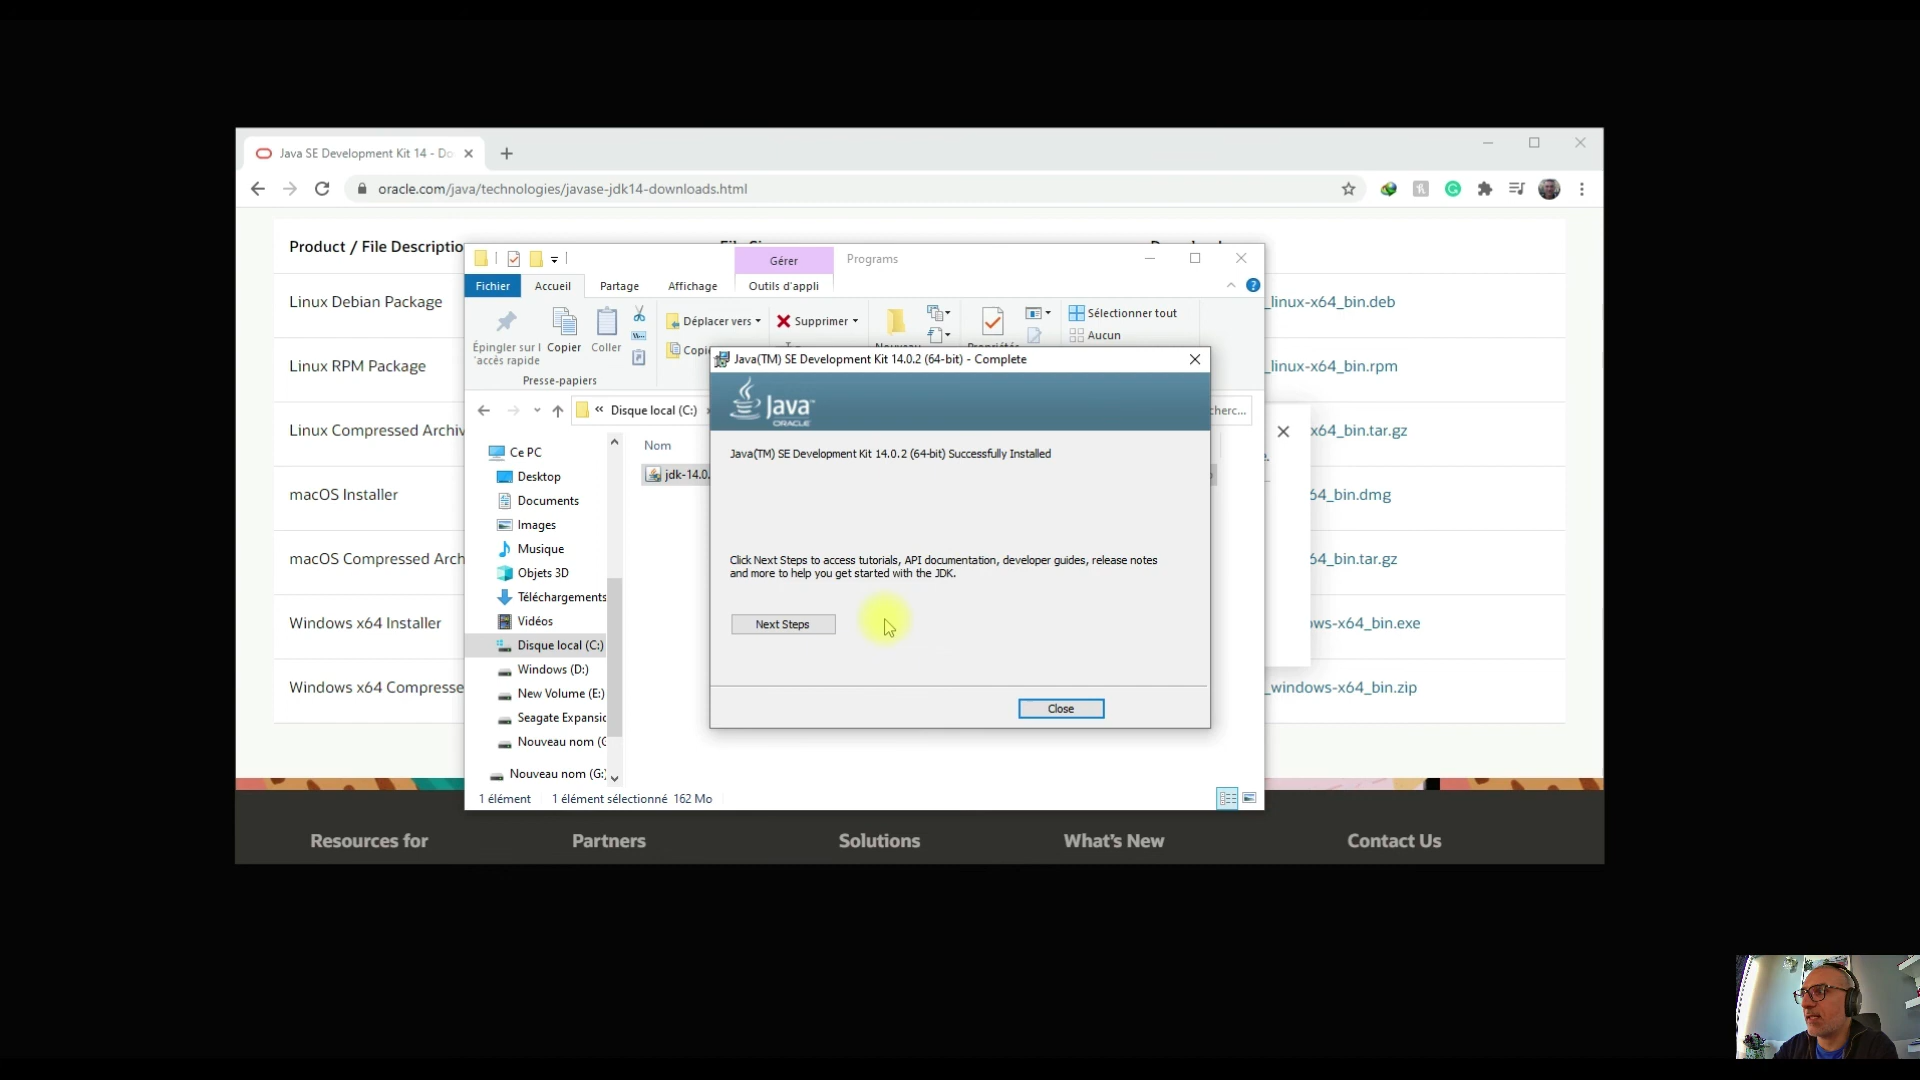 Java SE Development Kit 14 - Do
oracle.com/java/technologies/javase-jdk14-downloads.html
Product / File Descriptio
Linux Debian Package
_linux-x64_bin.deb
Linux RPM Package
_linux-x64_bin.rpm
Linux Compressed Archiv
x64_bin.tar.gz
macOS Installer
64_bin.dmg
macOS Compressed Arch
64_bin.tar.gz
Windows x64 Installer
ows-x64_bin.exe
Windows x64 Compresse
_windows-x64_bin.zip
Gérer
Programs
Fichier
Accueil
Partage
Affichage
Outils d'appli
Épingler sur l
'accès rapide
Copier
Coller
Presse-papiers
Déplacer vers
Supprimer
Copi
Sélectionner tout
Aucun
« Disque local (C:)
cherc...
Nom
jdk-14.0.
Ce PC
Desktop
Documents
Images
Musique
Objets 3D
Téléchargements
Vidéos
Disque local (C:)
Windows (D:)
New Volume (E:)
Seagate Expansic
Nouveau nom (G
Nouveau nom (G:)
1 élément
1 élément sélectionné 162 Mo
Java(TM) SE Development Kit 14.0.2 (64-bit) - Complete
Java
ORACLE
Java(TM) SE Development Kit 14.0.2 (64-bit) Successfully Installed
Click Next Steps to access tutorials, API documentation, developer guides, release notes
and more to help you get started with the JDK.
Next Steps
Close
Resources for
Partners
Solutions
What's New
Contact Us